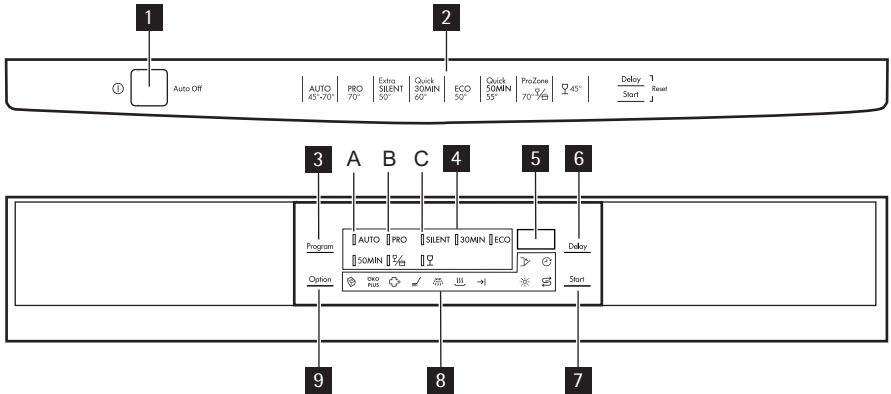 1
2
Auto Off
AUTO
45°-70°
PRO
70°
Extra
SILENT
50°
Quick
30MIN
60°
ECO
50°
Quick
50MIN
55°
ProZone
70°
45°
Delay
Start
Reset
3
A
B
C
4
5
6
Program
AUTO PRO SILENT 30MIN ECO
50MIN
Delay
Option
ÖKO
PLUS
Start
9
8
7